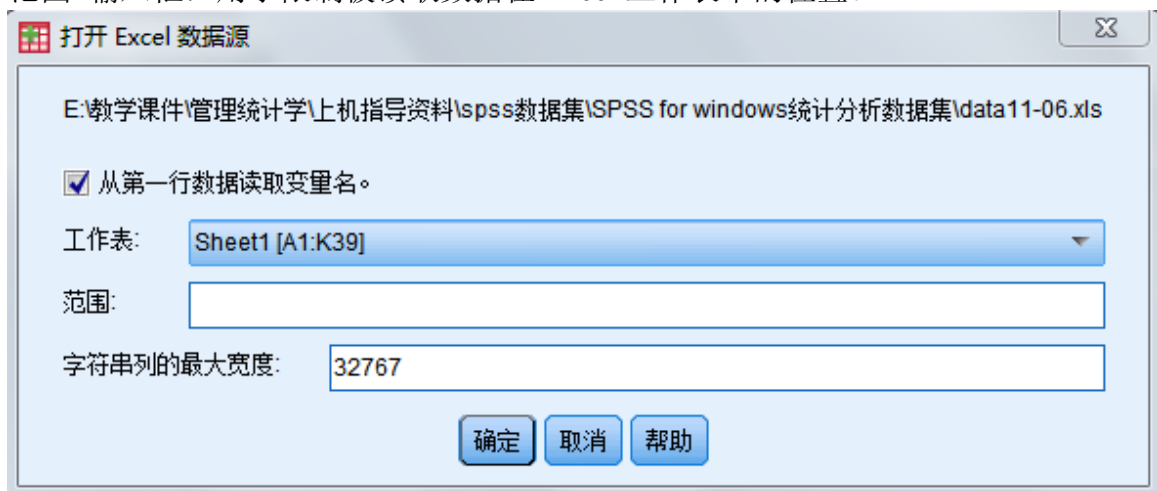 打开 Excel 数据源
E:\教学课件\管理统计学\上机指导资料\spss数据集\SPSS for windows统计分析数据集\data11-06.xls
从第一行数据读取变量名。
工作表: Sheet1 [A1:K39]
范围:
字符串列的最大宽度: 32767
确定 取消 帮助